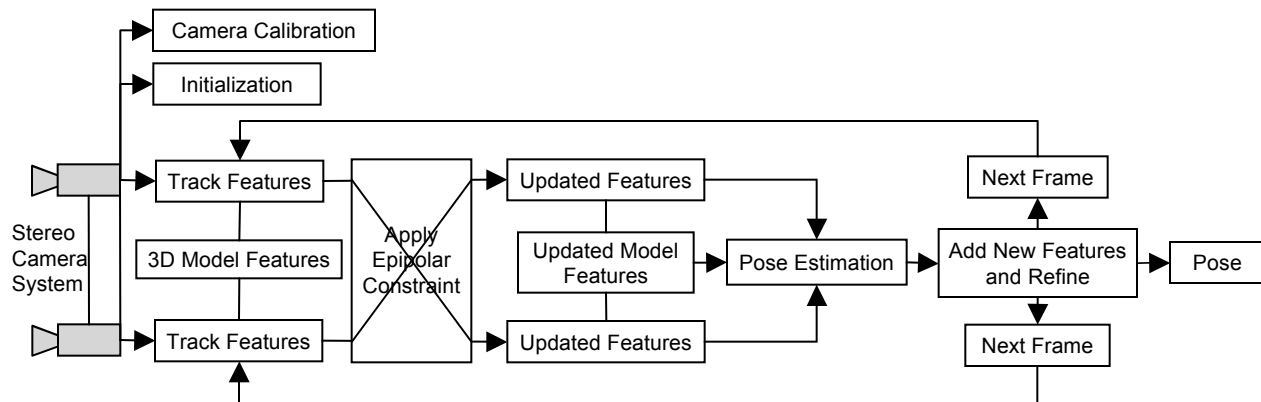 Camera Calibration
Initialization
Track Features
Updated Features
Next Frame
Stereo
Camera
System
3D Model Features
Apply
Epipolar
Constraint
Updated Model
Features
Pose Estimation
Add New Features
and Refine
Pose
Track Features
Updated Features
Next Frame